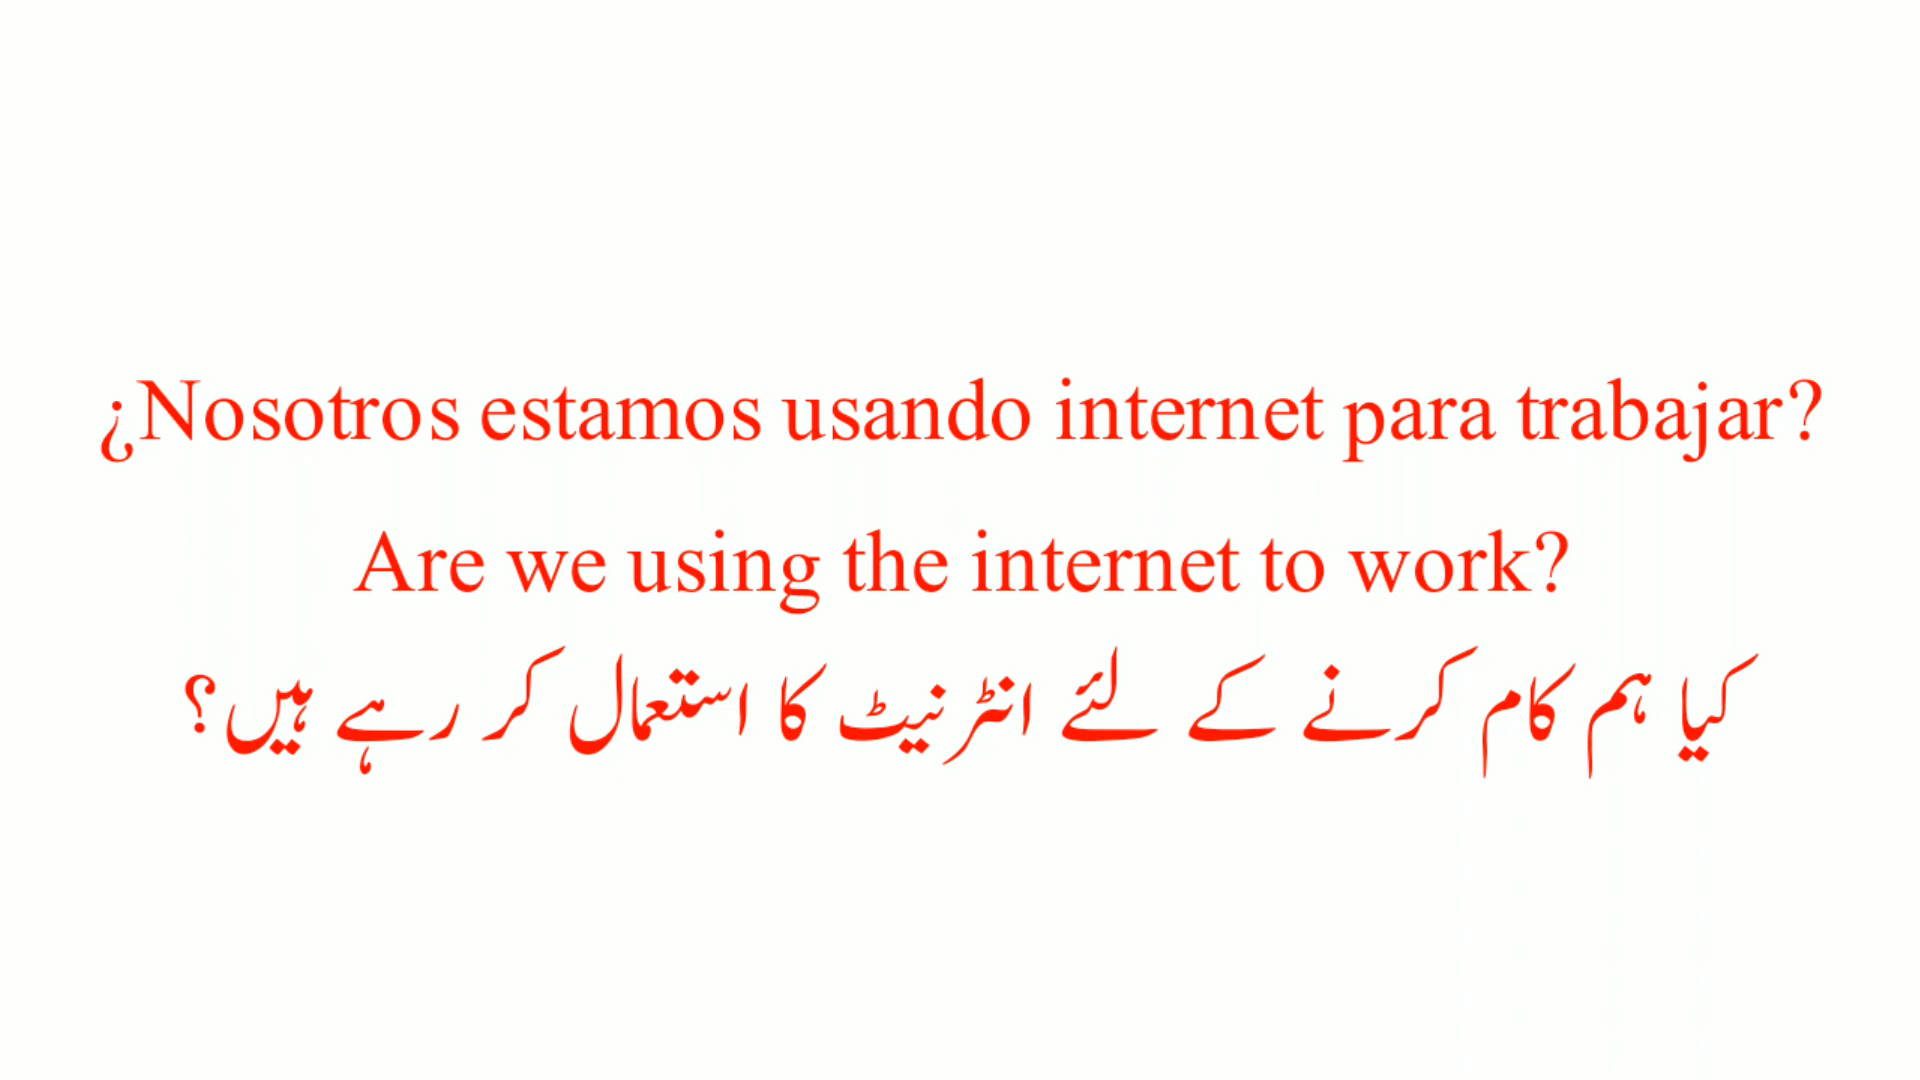 ¿Nosotros estamos usando internet para trabajar?
Are we using the internet to work?
کیا ہم کام کرنے کے لئے انٹرنیٹ کا استعمال کر رہے ہیں؟